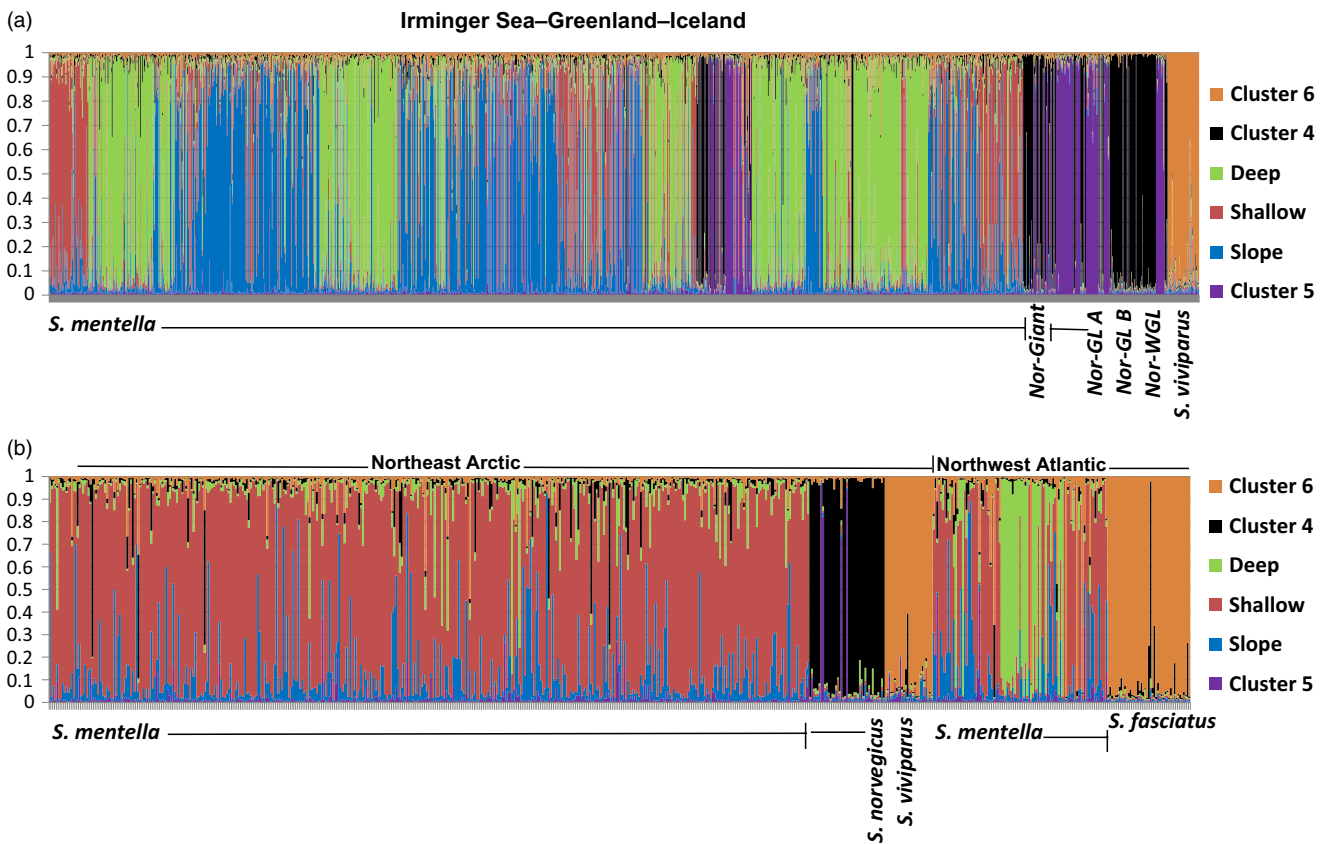 (a)
Irminger Sea–Greenland–Iceland
1
0.9
0.8
0.7
0.6
0.5
0.4
0.3
0.2
0.1
0
Cluster 6
Cluster 4
Deep
Shallow
Slope
Cluster 5
S. mentella
Nor-Giant
Nor-GL A
Nor-GL B
Nor-WGL
S. viviparus
(b)
Northeast Arctic
Northwest Atlantic
1
0.9
0.8
0.7
0.6
0.5
0.4
0.3
0.2
0.1
0
Cluster 6
Cluster 4
Deep
Shallow
Slope
Cluster 5
S. mentella
S. norvegicus
S. viviparus
S. mentella
S. fasciatus